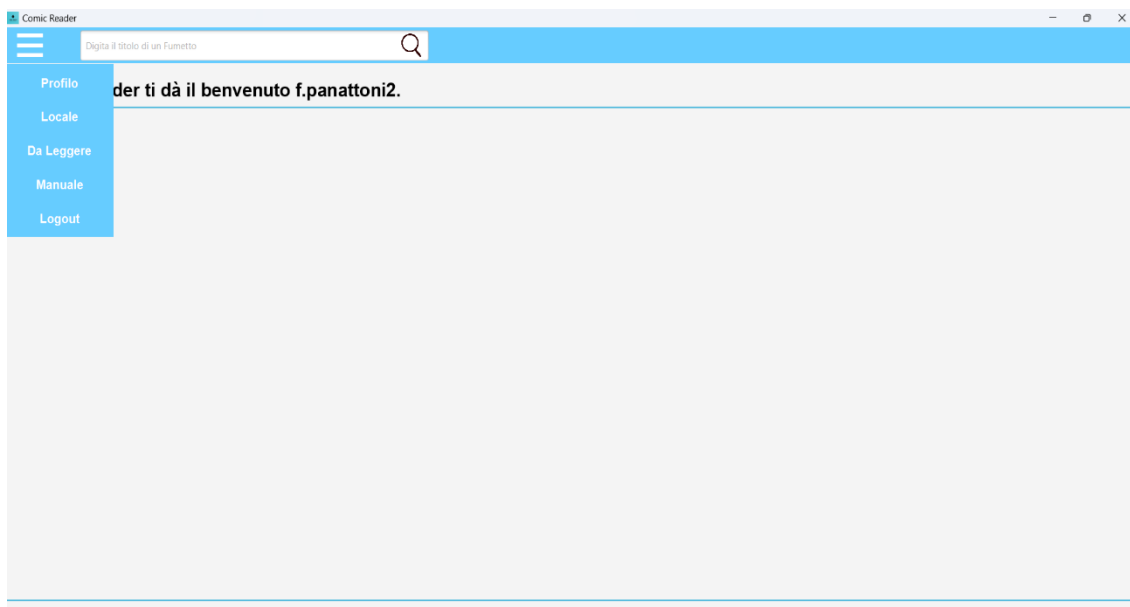 Comic Reader
Digita il titolo di un Fumetto
Profilo
der ti dà il benvenuto f.panattoni2.
Locale
Da Leggere
Manuale
Logout